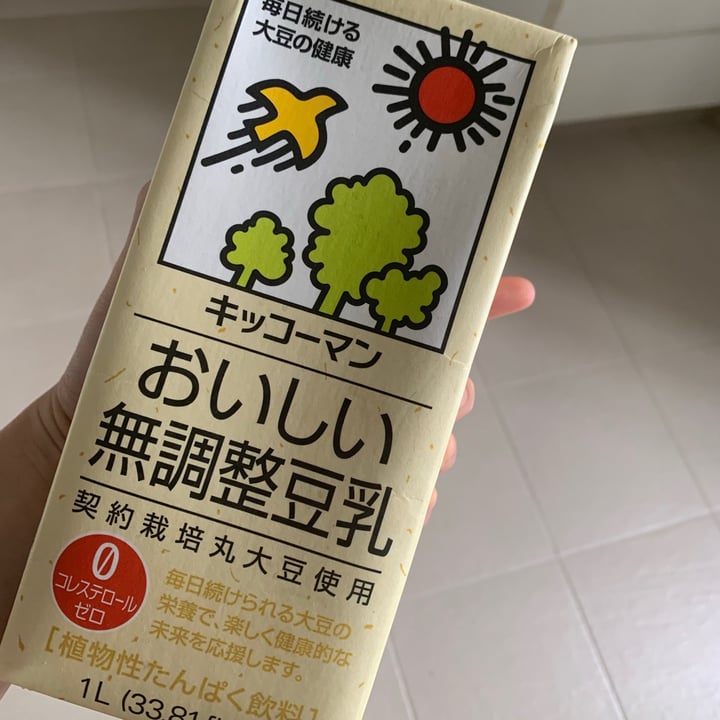 毎日続ける
大豆の健康
キッコーマン
おいしい
無調整豆乳
契約栽培丸大豆使用
0
コレステロール
ゼロ
毎日続けられる大豆の
栄養で、楽しく健康的な
未来を応援します。
[植物性たんぱく飲料]
1L (33.81